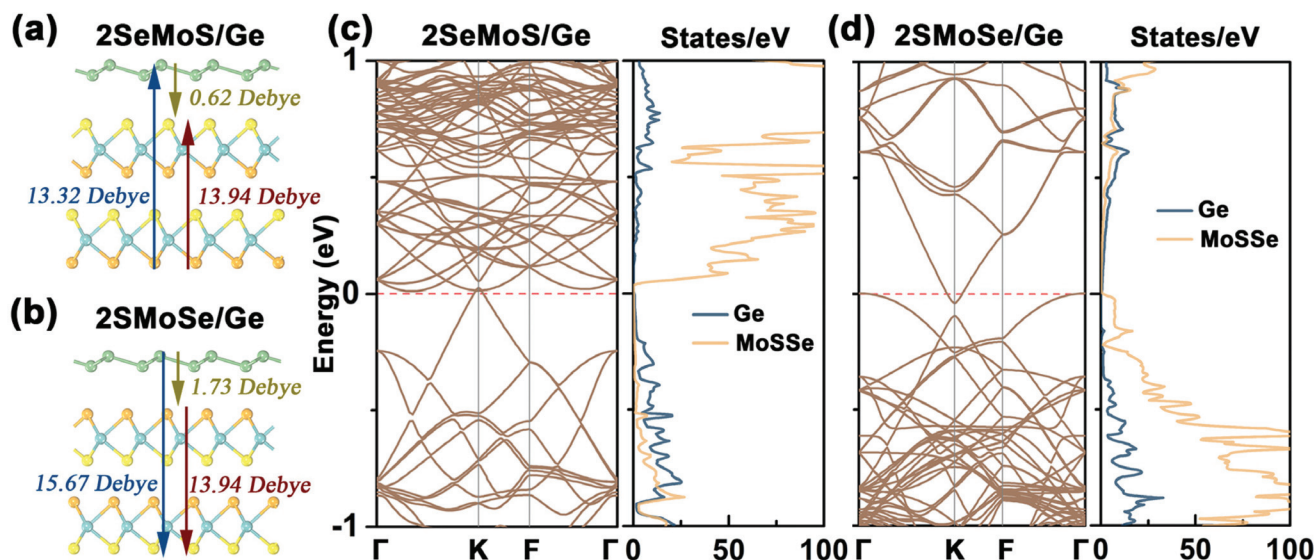 (a)
2SeMoS/Ge
0.62 Debye
13.32 Debye
13.94 Debye
(b)
2SMoSe/Ge
1.73 Debye
15.67 Debye
13.94 Debye
(c)
2SeMoS/Ge
States/eV
Energy (eV)
1
0
-1
Γ K F Γ
Ge
MoSSe
0 50 100
(d)
2SMoSe/Ge
States/eV
Γ K F Γ
Ge
MoSSe
0 50 100